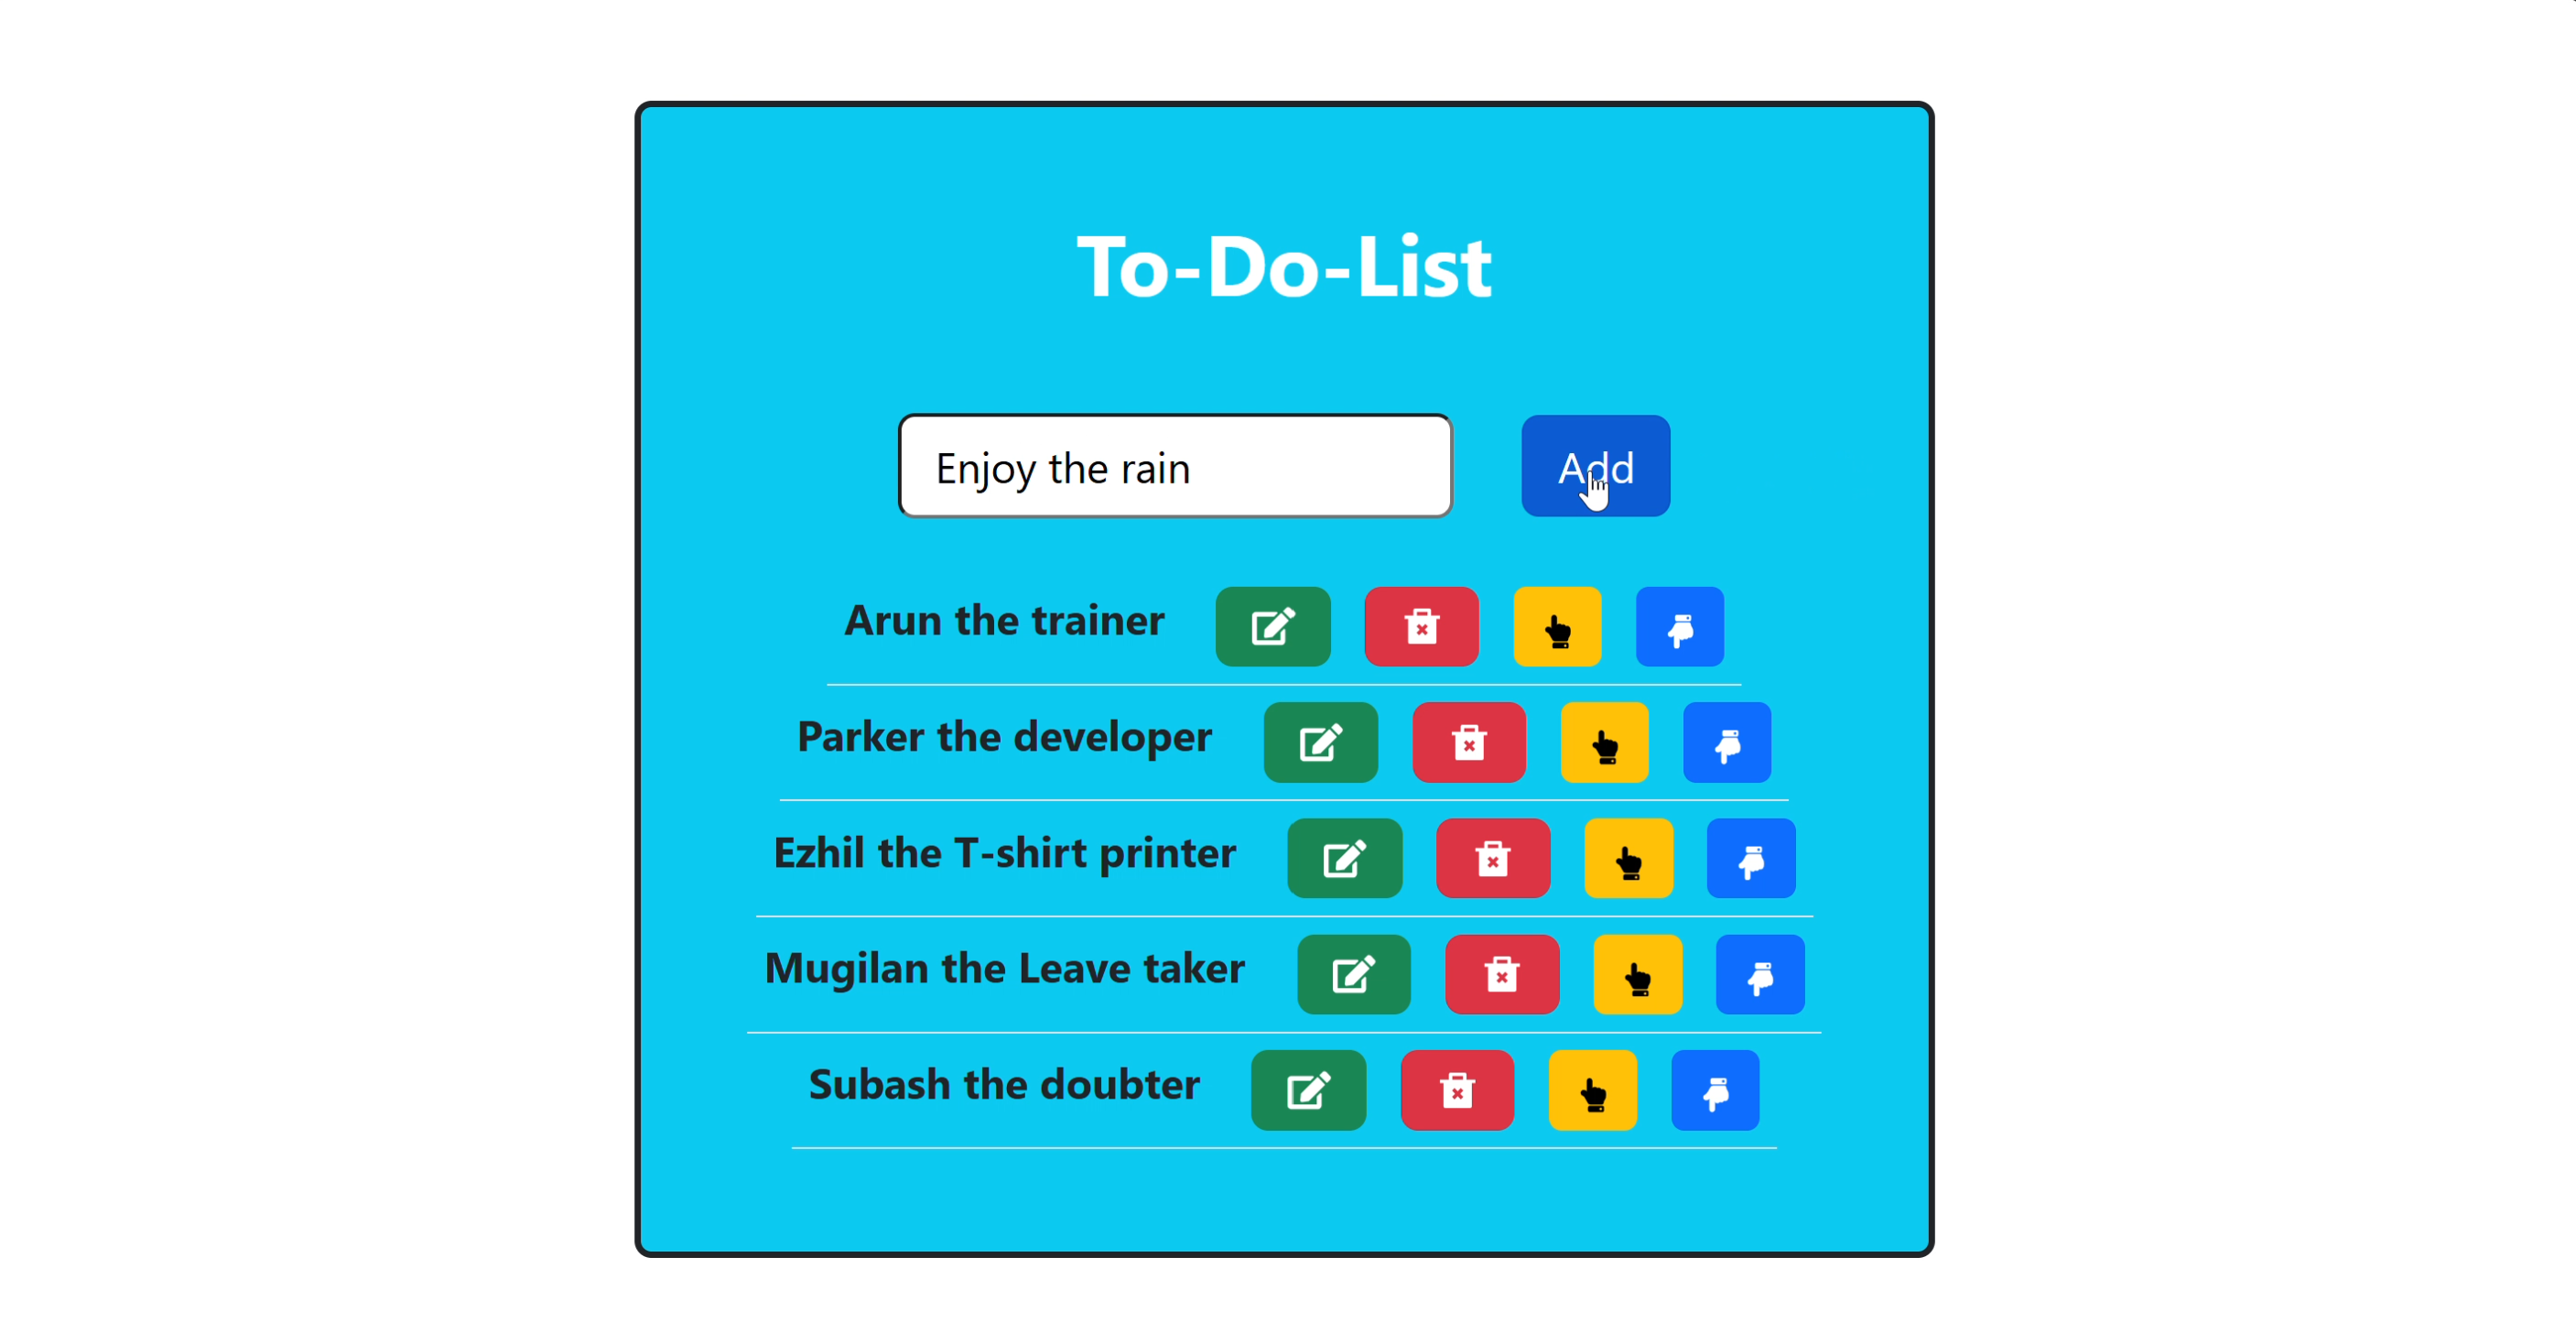 To-Do-List
Enjoy the rain
Add
Arun the trainer
Parker the developer
Ezhil the T-shirt printer
Mugilan the Leave taker
Subash the doubter